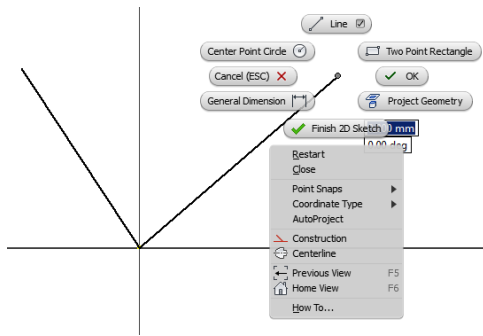 Line
Center Point Circle
Two Point Rectangle
Cancel (ESC)
OK
General Dimension
Project Geometry
Finish 2D Sketch
mm
0.00 deg
Restart
Close
Point Snaps
Coordinate Type
AutoProject
Construction
Centerline
Previous View F5
Home View F6
How To...